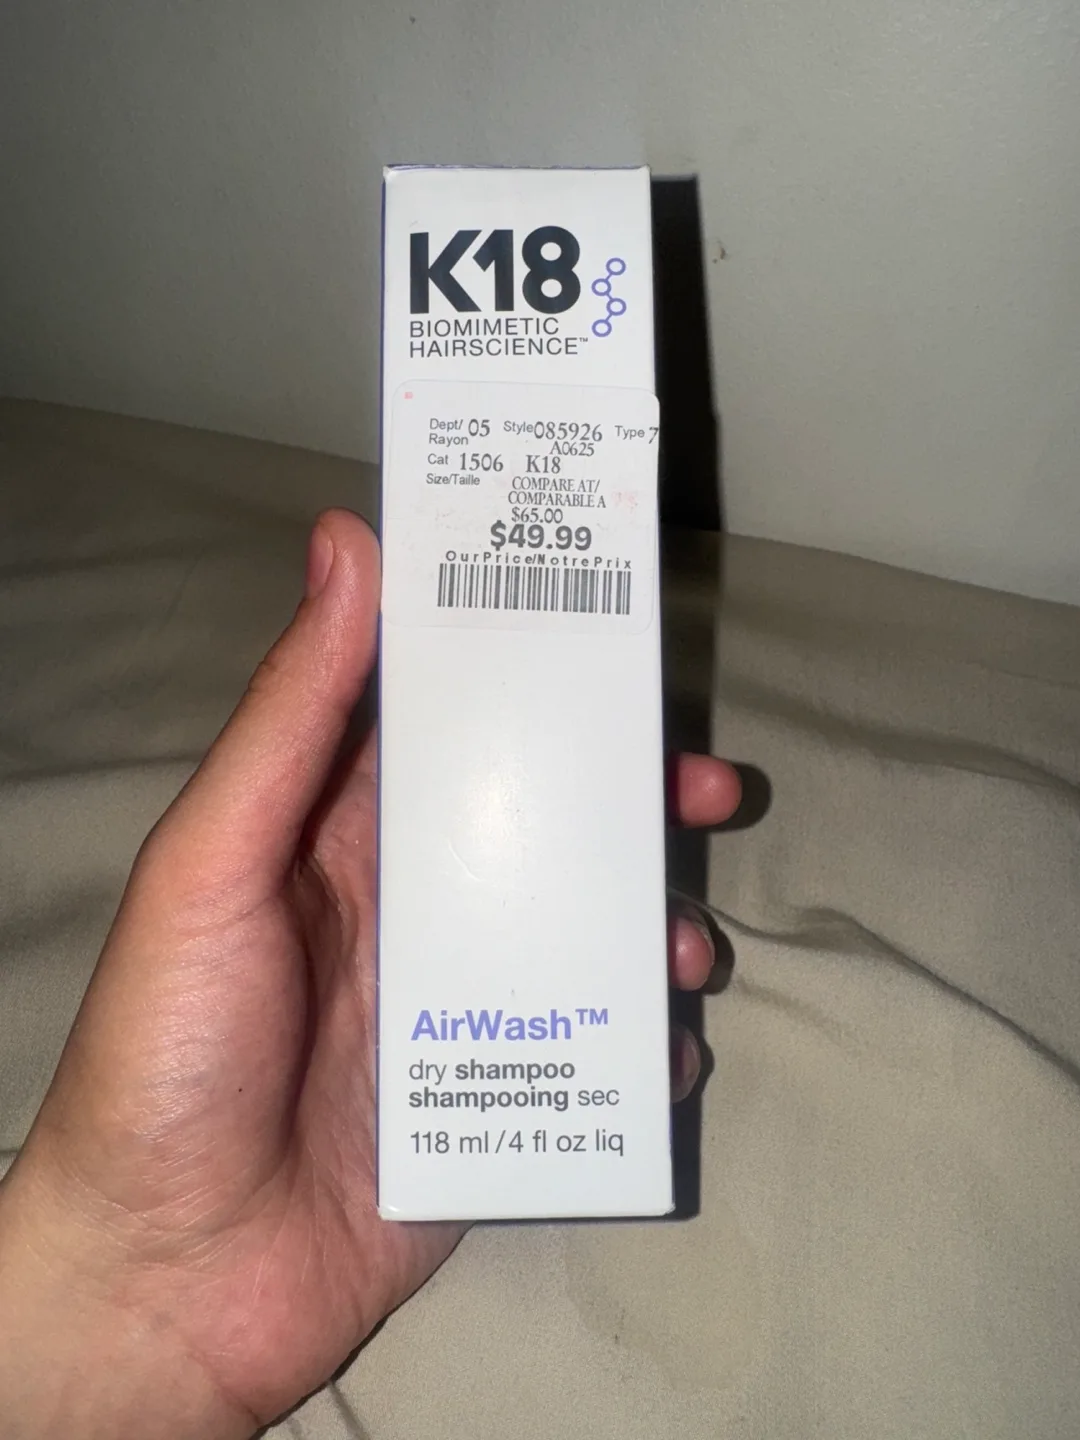 K18
BIOMIMETIC
HAIRSCIENCE™
Dept/ 05 Style 085926 Type 7
Rayon A0625
Cat 1506 K18
Size/Taille COMPARE AT/
COMPARABLE A
$65.00
$49.99
OurPrice/NotrePrix
AirWash™
dry shampoo
shampooing sec
118 ml/4 fl oz liq